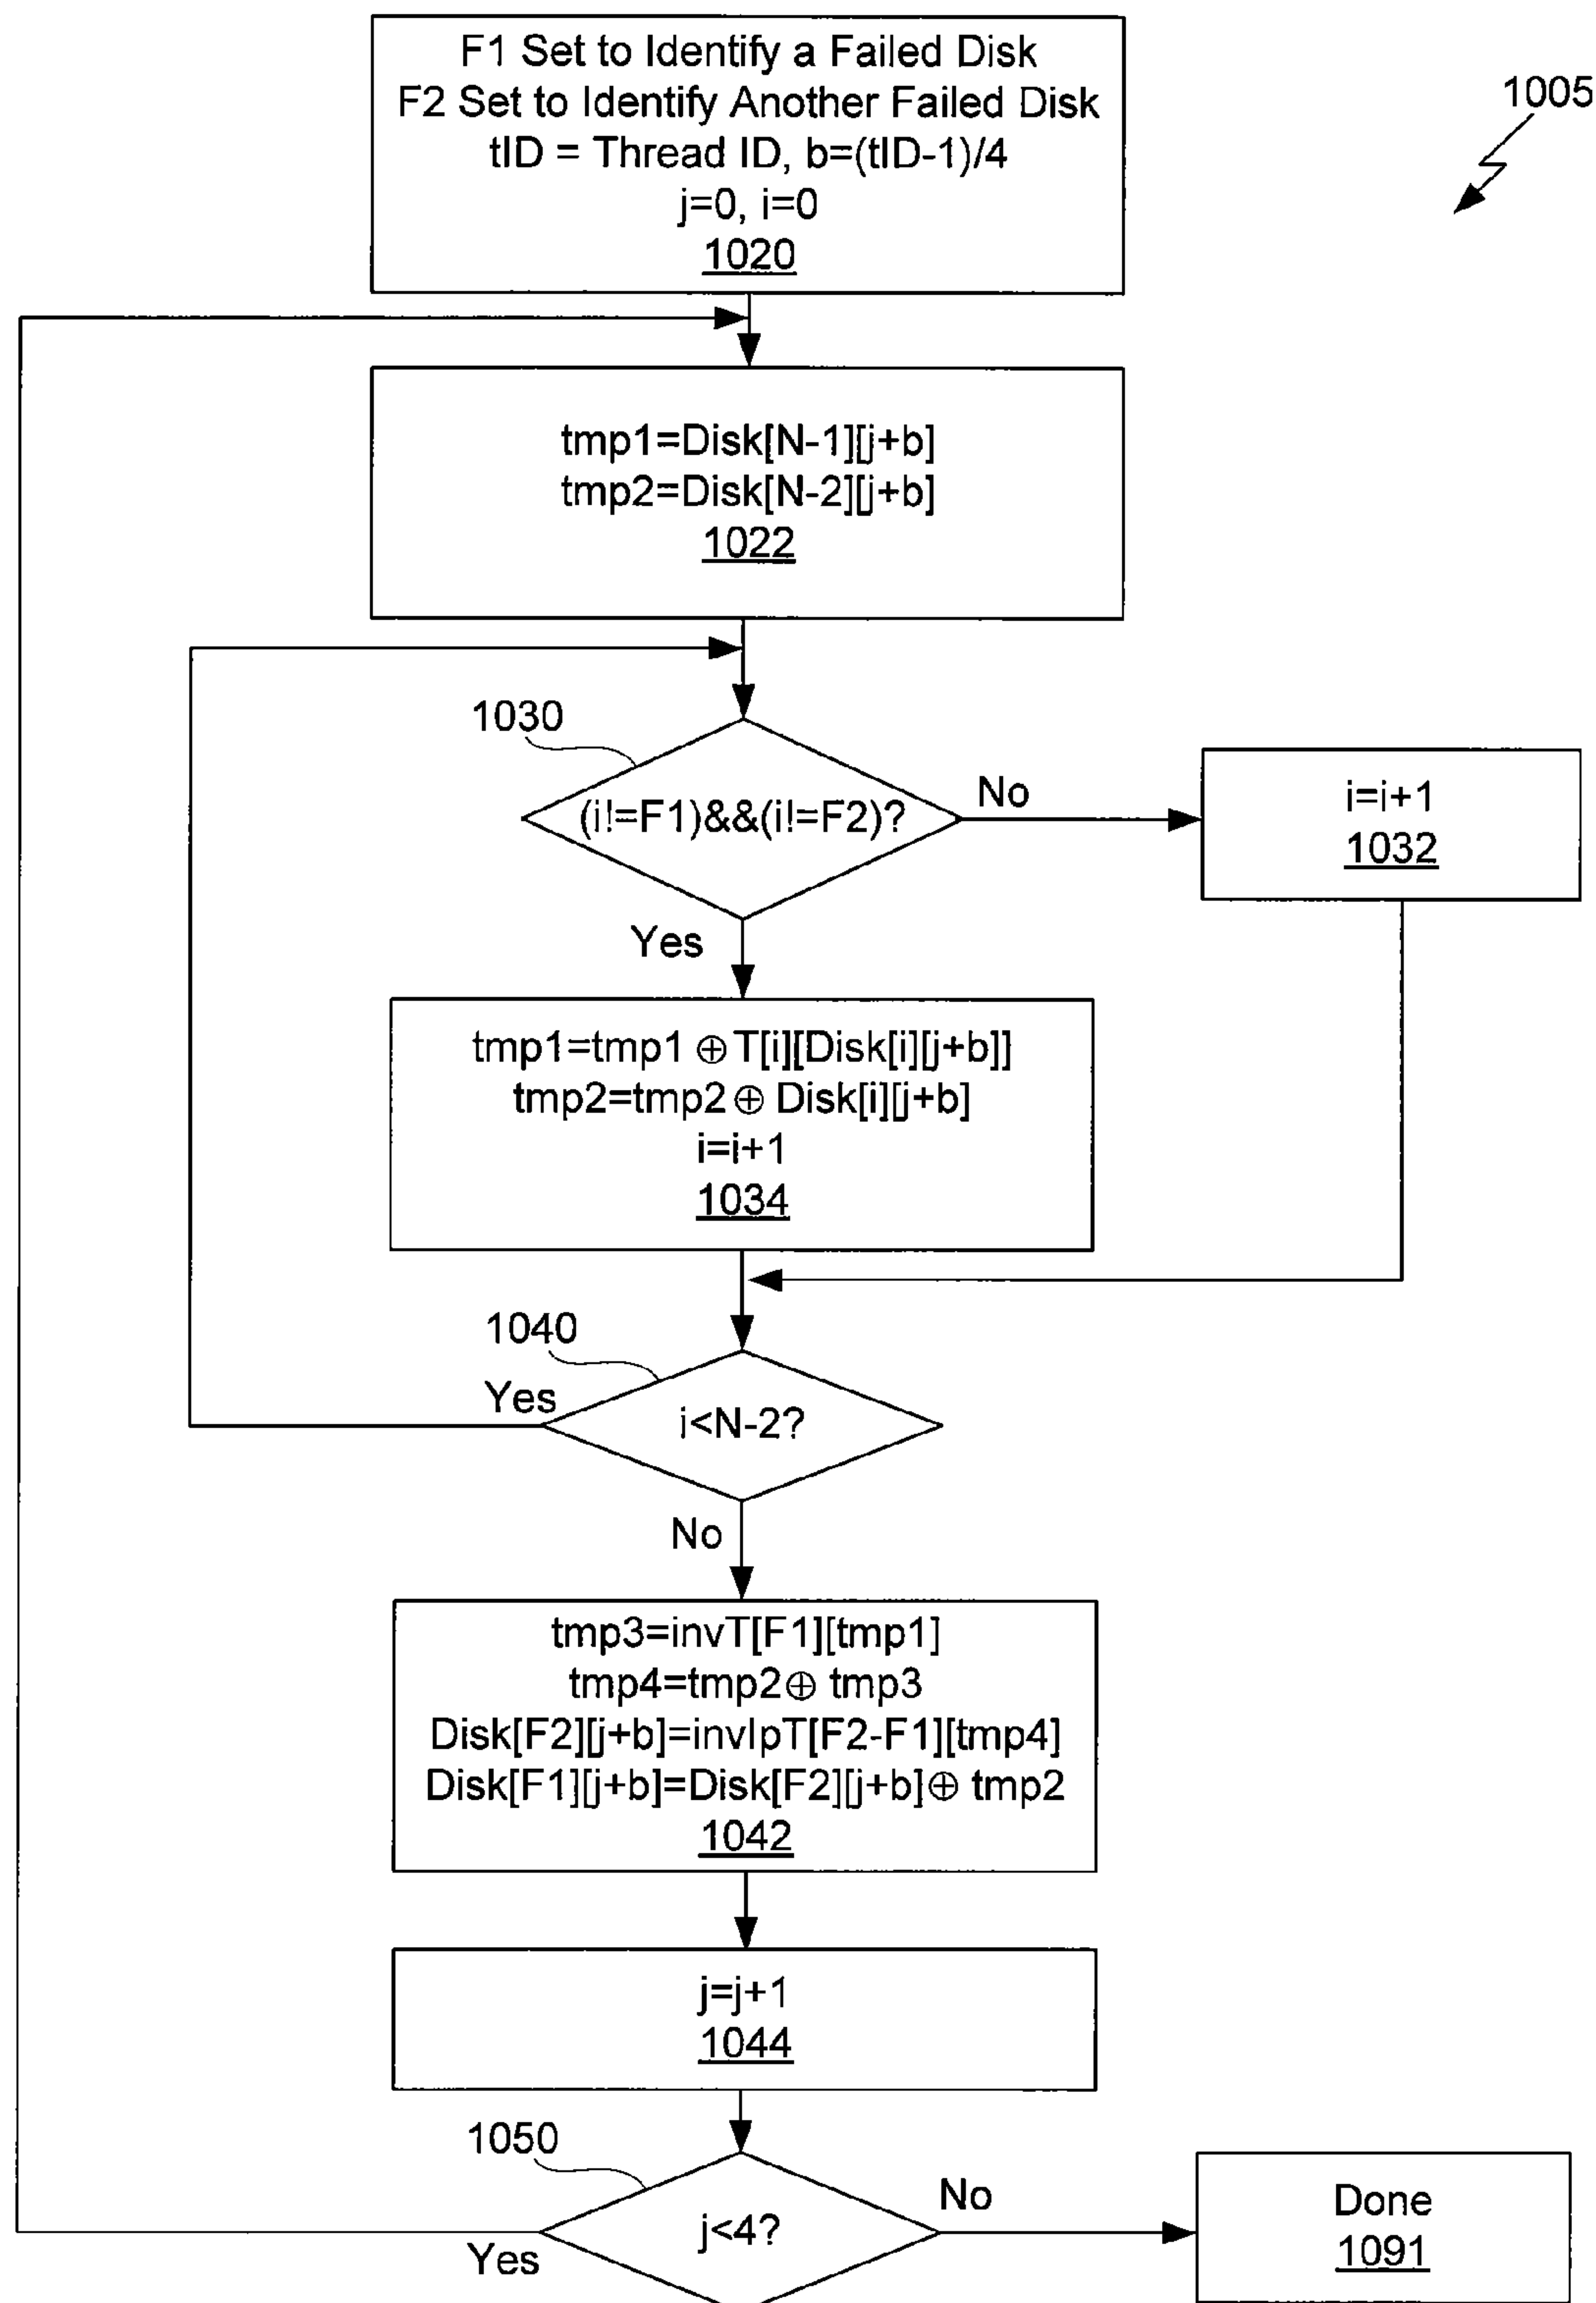 F1 Set to Identify a Failed Disk
F2 Set to Identify Another Failed Disk
tID = Thread ID, b=(tID-1)/4
j=0, i=0
1020
1005
tmp1=Disk[N-1][j+b]
tmp2=Disk[N-2][j+b]
1022
1030
(i!=F1)&&(i!=F2)?
No
i=i+1
1032
Yes
tmp1=tmp1 ⊕ T[i][Disk[i][j+b]]
tmp2=tmp2 ⊕ Disk[i][j+b]
i=i+1
1034
1040
Yes
i<N-2?
No
tmp3=invT[F1][tmp1]
tmp4=tmp2 ⊕ tmp3
Disk[F2][j+b]=invIpT[F2-F1][tmp4]
Disk[F1][j+b]=Disk[F2][j+b] ⊕ tmp2
1042
j=j+1
1044
1050
j<4?
Yes
No
Done
1091